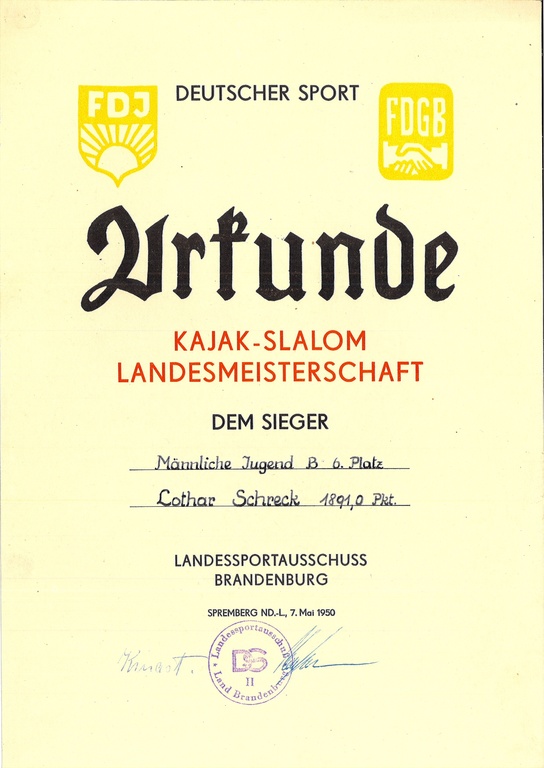 FDJ
DEUTSCHER SPORT
FDGB
Urkunde
KAJAK-SLALOM
LANDESMEISTERSCHAFT
DEM SIEGER
Männliche Jugend B 6. Platz
Lothar Schreck 1891,0 Pkt.
LANDESSPORTAUSSCHUSS
BRANDENBURG
SPREMBERG ND.-L., 7. Mai 1950
Landessportausschuß
DS
II
Land Brandenburg